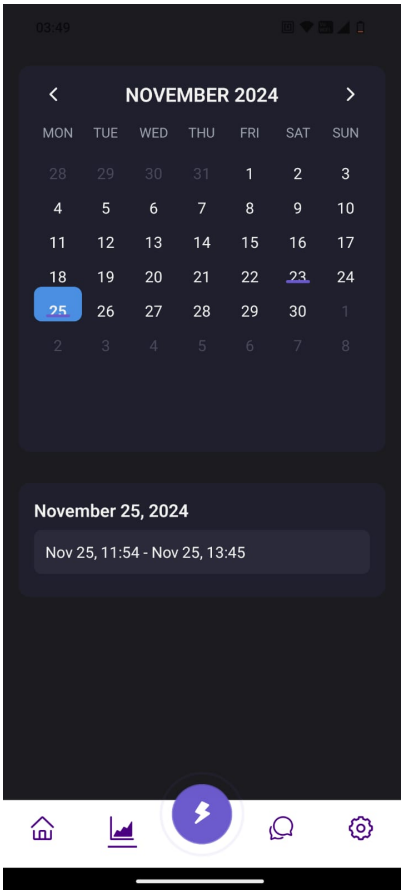 03:49
NOVEMBER 2024
MON TUE WED THU FRI SAT SUN
28 29 30 31 1 2 3
4 5 6 7 8 9 10
11 12 13 14 15 16 17
18 19 20 21 22 23 24
25 26 27 28 29 30 1
2 3 4 5 6 7 8
November 25, 2024
Nov 25, 11:54 - Nov 25, 13:45